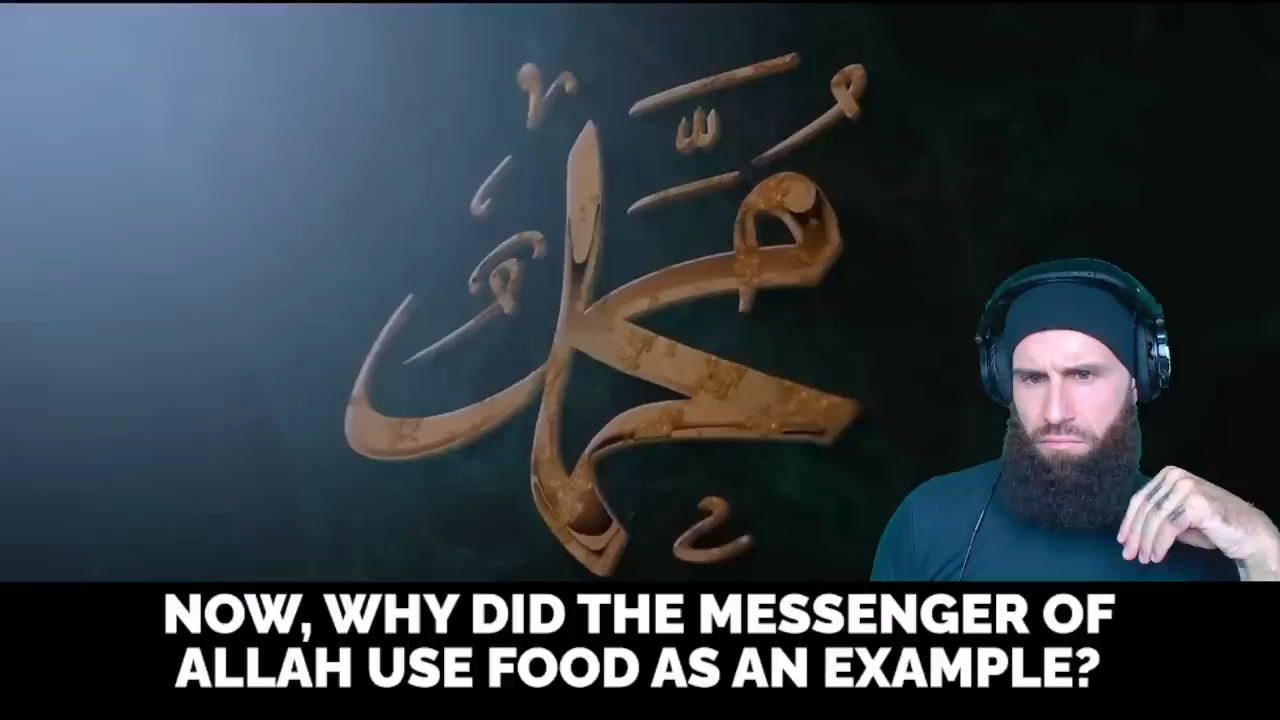 مُحَمَّد
NOW, WHY DID THE MESSENGER OF
ALLAH USE FOOD AS AN EXAMPLE?